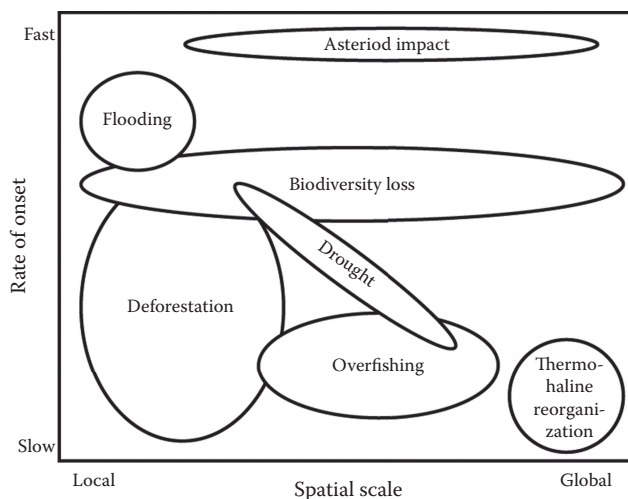 Fast
Asteriod impact
Flooding
Biodiversity loss
Drought
Rate of onset
Deforestation
Overfishing
Thermo-
haline
reorgani-
zation
Slow
Local
Spatial scale
Global